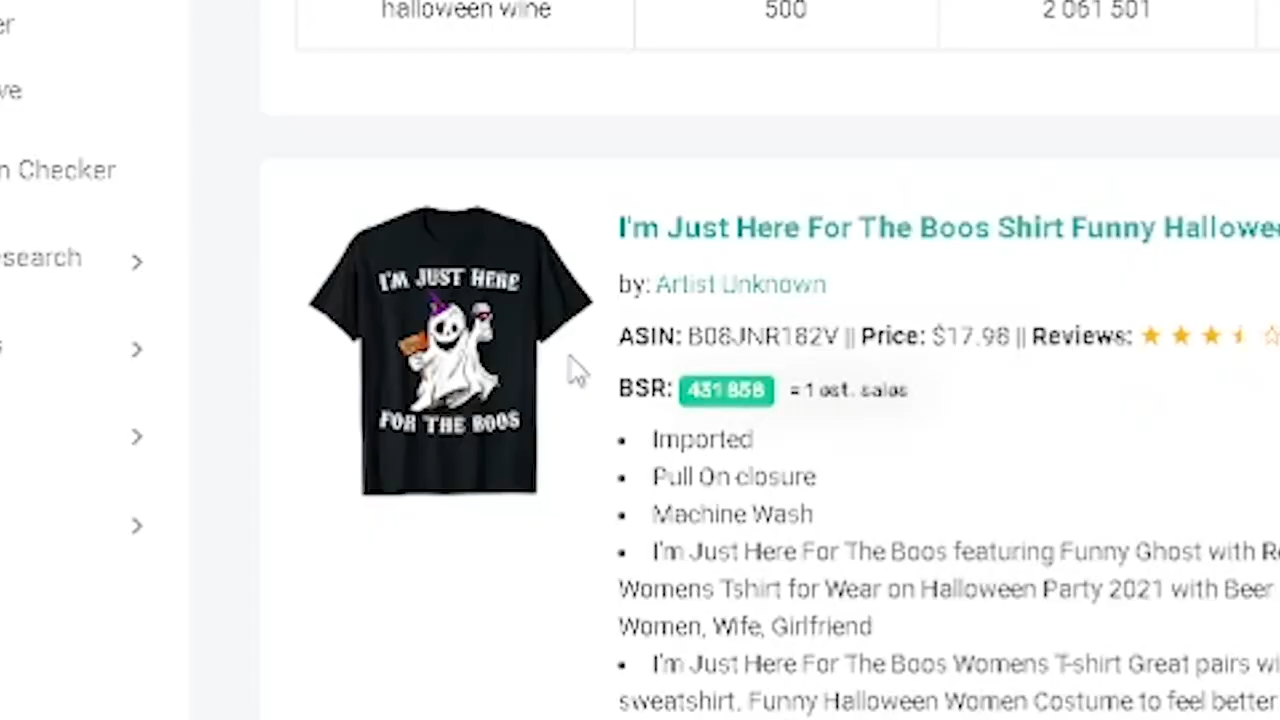 halloween wine 500 2 061 501
er
ve
n Checker
esearch
s
I'M JUST HERE
FOR THE BOOS
I'm Just Here For The Boos Shirt Funny Hallowe
by: Artist Unknown
ASIN: B08JNR182V || Price: $17.98 || Reviews:
BSR: 431 858 = 1 est. sales
• Imported
• Pull On closure
• Machine Wash
• I'm Just Here For The Boos featuring Funny Ghost with R
Womens Tshirt for Wear on Halloween Party 2021 with Beer
Women, Wife, Girlfriend
• I'm Just Here For The Boos Womens T-shirt Great pairs wi
sweatshirt. Funny Halloween Women Costume to feel better